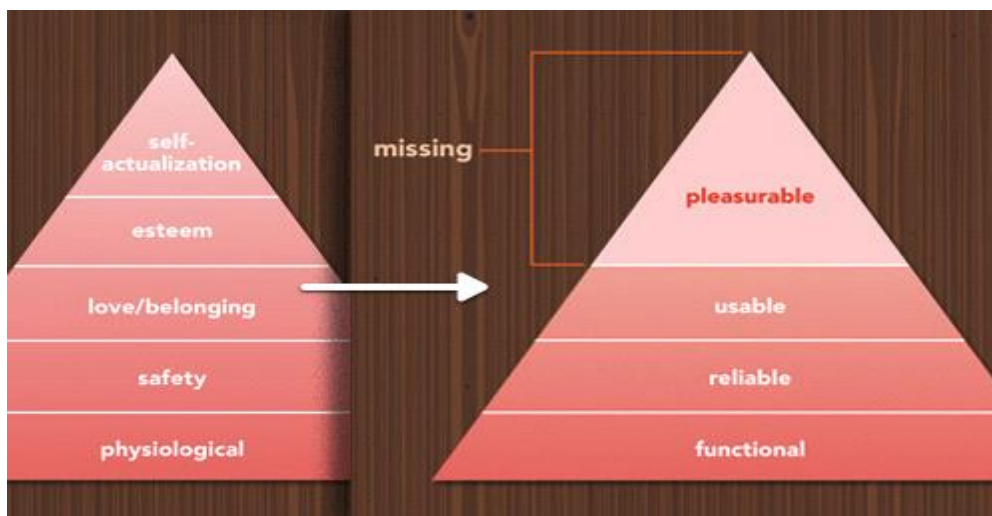 self-
actualization
esteem
love/belonging
safety
physiological
missing
pleasurable
usable
reliable
functional